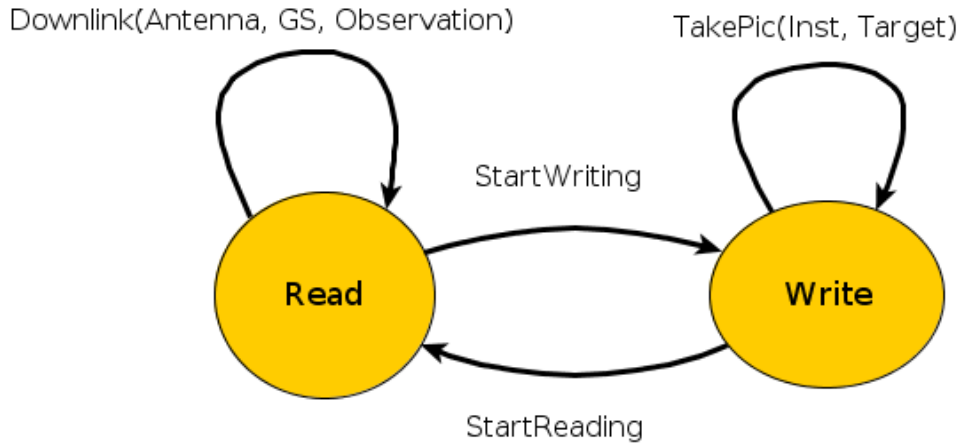 Downlink(Antenna, GS, Observation)
TakePic(Inst, Target)
StartWriting
Read
Write
StartReading